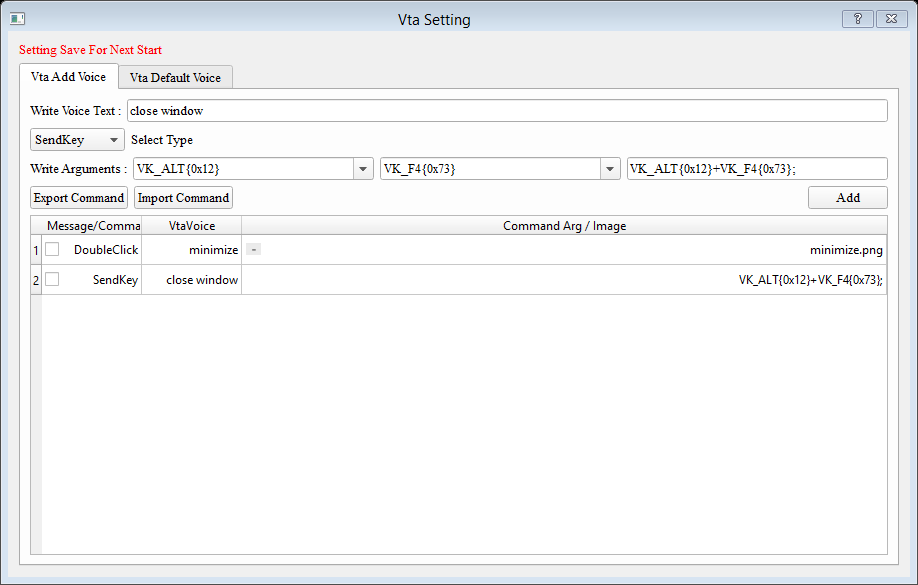 Vta Setting
Setting Save For Next Start
Vta Add Voice Vta Default Voice
Write Voice Text : close window
SendKey Select Type
Write Arguments : VK_ALT{0x12} VK_F4{0x73} VK_ALT{0x12}+VK_F4{0x73};
Export Command Import Command Add
Message/Comma VtaVoice Command Arg / Image
1 DoubleClick minimize - minimize.png
2 SendKey close window VK_ALT{0x12}+VK_F4{0x73};